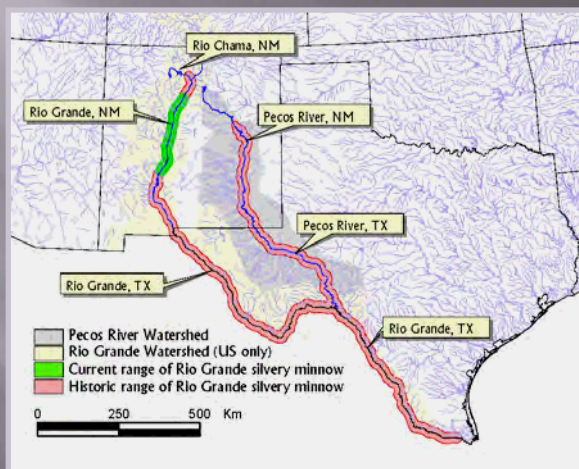 Rio Chama, NM
Rio Grande, NM
Pecos River, NM
Pecos River, TX
Rio Grande, TX
Rio Grande, TX
Pecos River Watershed
Rio Grande Watershed (US only)
Current range of Rio Grande silvery minnow
Historic range of Rio Grande silvery minnow
0 250 500 Km